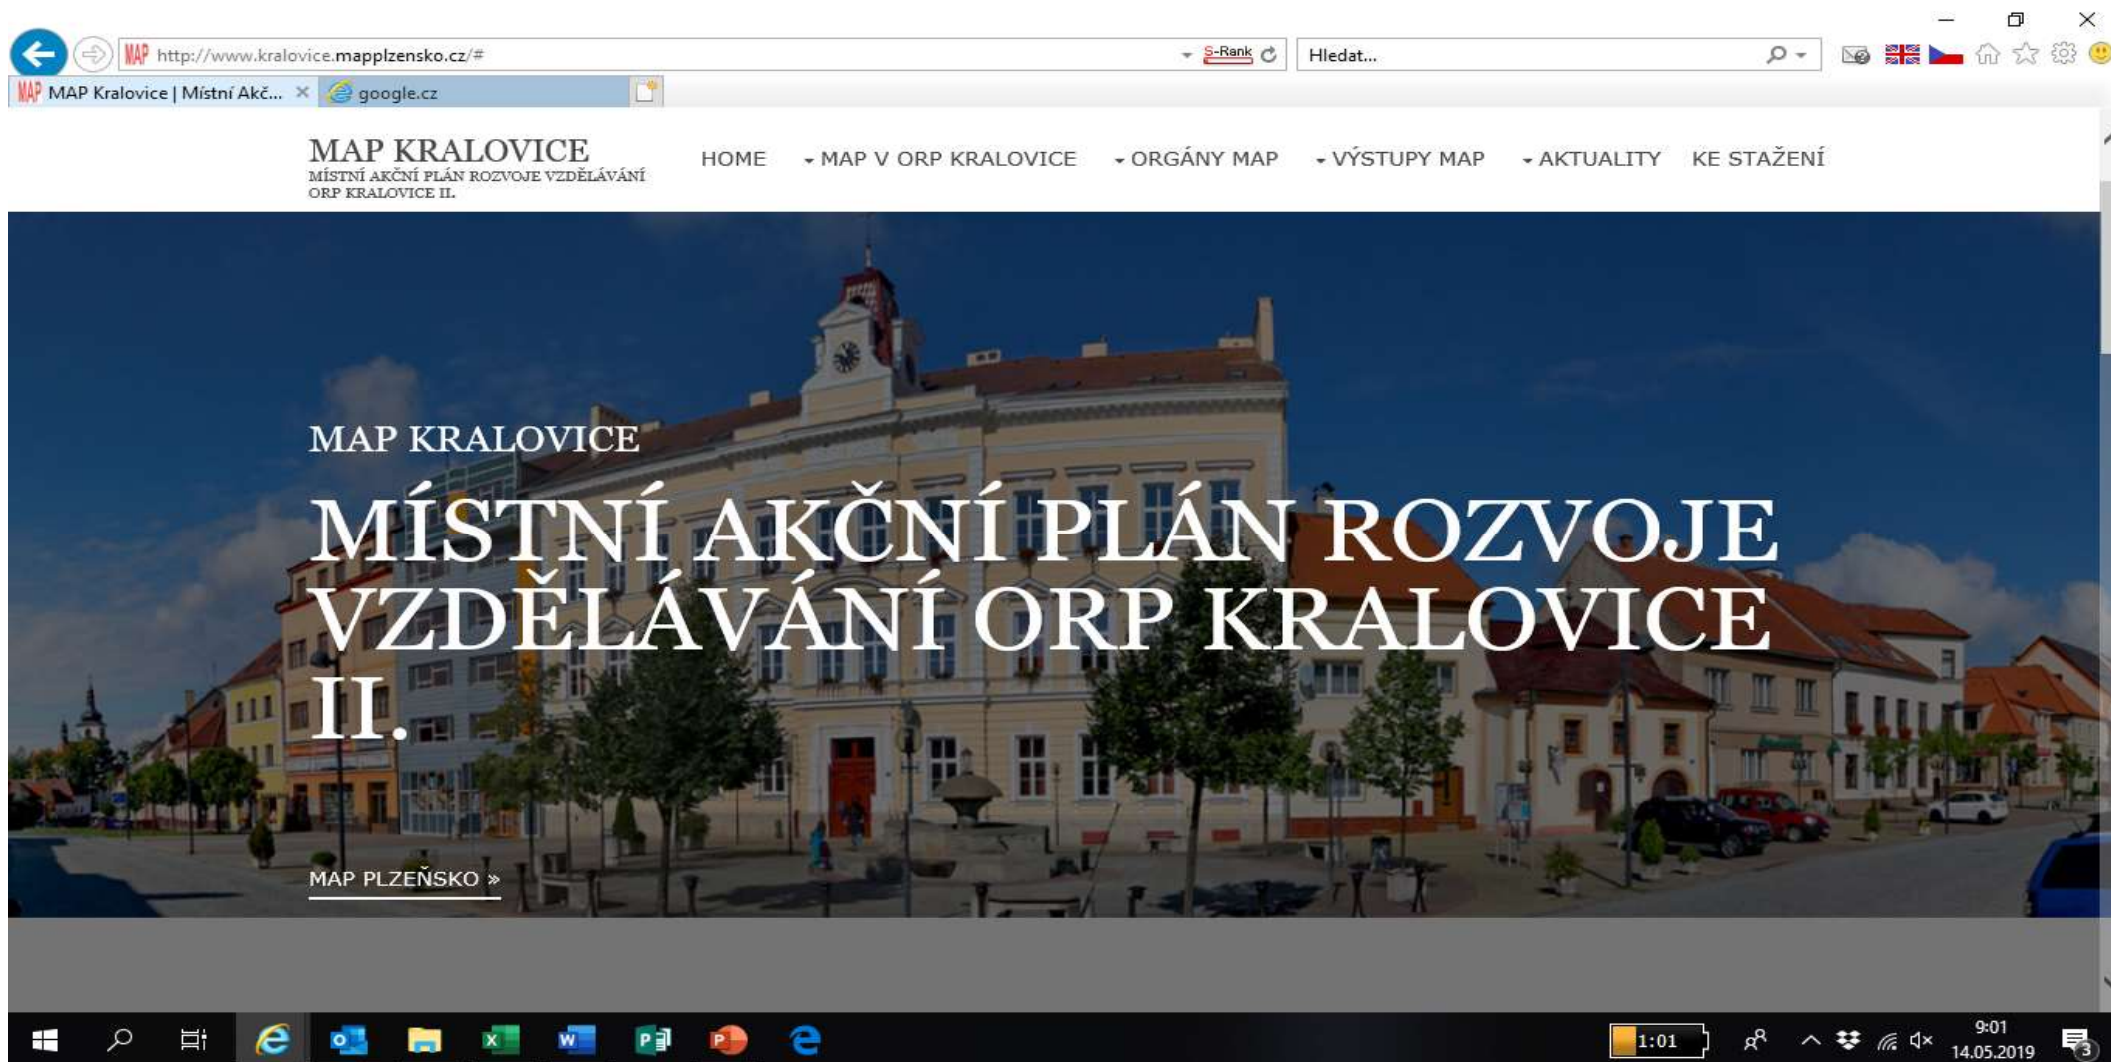 http://www.kralovice.mapplzensko.cz/#
S-Rank
Hledat...
MAP Kralovice | Místní Akč...
google.cz
MAP KRALOVICE
MÍSTNÍ AKČNÍ PLÁN ROZVOJE VZDĚLÁVÁNÍ
ORP KRALOVICE II.
HOME
MAP V ORP KRALOVICE
ORGÁNY MAP
VÝSTUPY MAP
AKTUALITY
KE STAŽENÍ
MAP KRALOVICE
MÍSTNÍ AKČNÍ PLÁN ROZVOJE
VZDĚLÁVÁNÍ ORP KRALOVICE
II.
MAP PLZEŇSKO »
1:01
9:01
14.05.2019
3